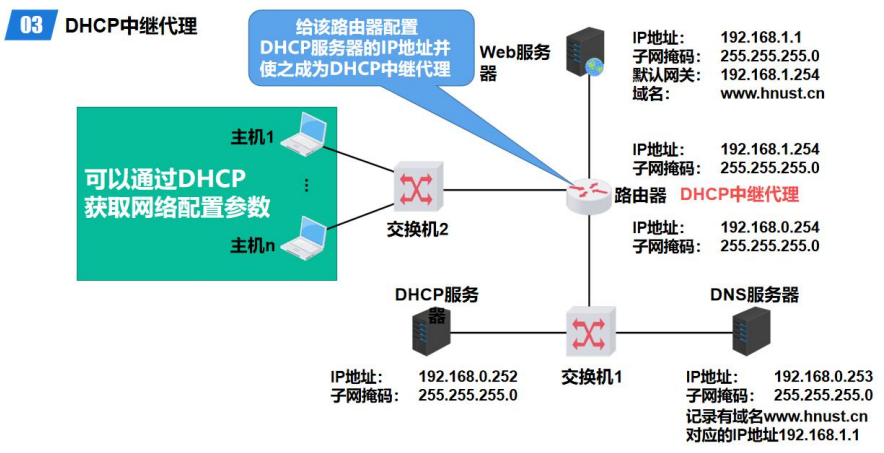 03 DHCP中继代理
给该路由器配置
DHCP服务器的IP地址并
使之成为DHCP中继代理
Web服务
器
IP地址： 192.168.1.1
子网掩码： 255.255.255.0
默认网关： 192.168.1.254
域名： www.hnust.cn
主机1
可以通过DHCP
获取网络配置参数
⋮
主机n
交换机2
IP地址： 192.168.1.254
子网掩码： 255.255.255.0
路由器 DHCP中继代理
IP地址： 192.168.0.254
子网掩码： 255.255.255.0
DHCP服务
器
IP地址： 192.168.0.252
子网掩码： 255.255.255.0
交换机1
DNS服务器
IP地址： 192.168.0.253
子网掩码： 255.255.255.0
记录有域名www.hnust.cn
对应的IP地址192.168.1.1